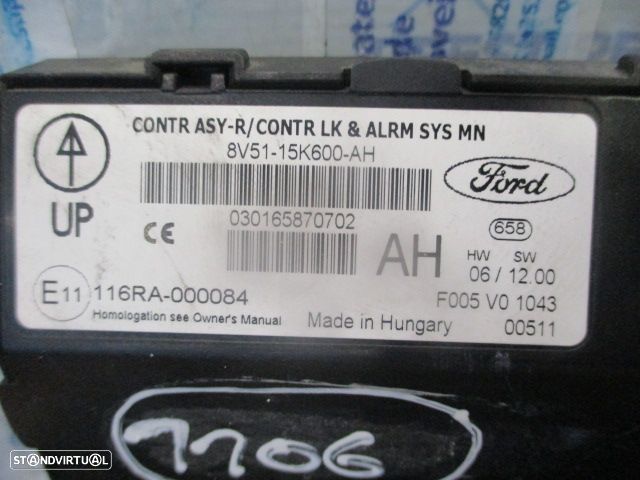 CONTR ASY-R/CONTR LK & ALRM SYS MN
8V51-15K600-AH
Ford
030165870702
658
UP
CE
AH
HW SW
06 / 12.00
E11 116RA-000084
F005 V0 1043
Homologation see Owner's Manual
Made in Hungary
00511
7706
STANDVIRTUAL